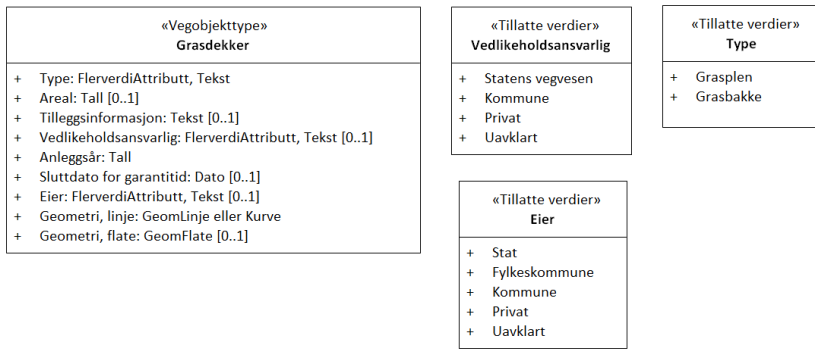 «Vegobjekttype»
Grasdekker
+ Type: FlerverdiAttributt, Tekst
+ Areal: Tall [0..1]
+ Tilleggsinformasjon: Tekst [0..1]
+ Vedlikeholdsansvarlig: FlerverdiAttributt, Tekst [0..1]
+ Anleggsår: Tall
+ Sluttdato for garantitid: Dato [0..1]
+ Eier: FlerverdiAttributt, Tekst [0..1]
+ Geometri, linje: GeomLinje eller Kurve
+ Geometri, flate: GeomFlate [0..1]
«Tillatte verdier»
Vedlikeholdsansvarlig
+ Statens vegvesen
+ Kommune
+ Privat
+ Uavklart
«Tillatte verdier»
Type
+ Grasplen
+ Grasbakke
«Tillatte verdier»
Eier
+ Stat
+ Fylkeskommune
+ Kommune
+ Privat
+ Uavklart